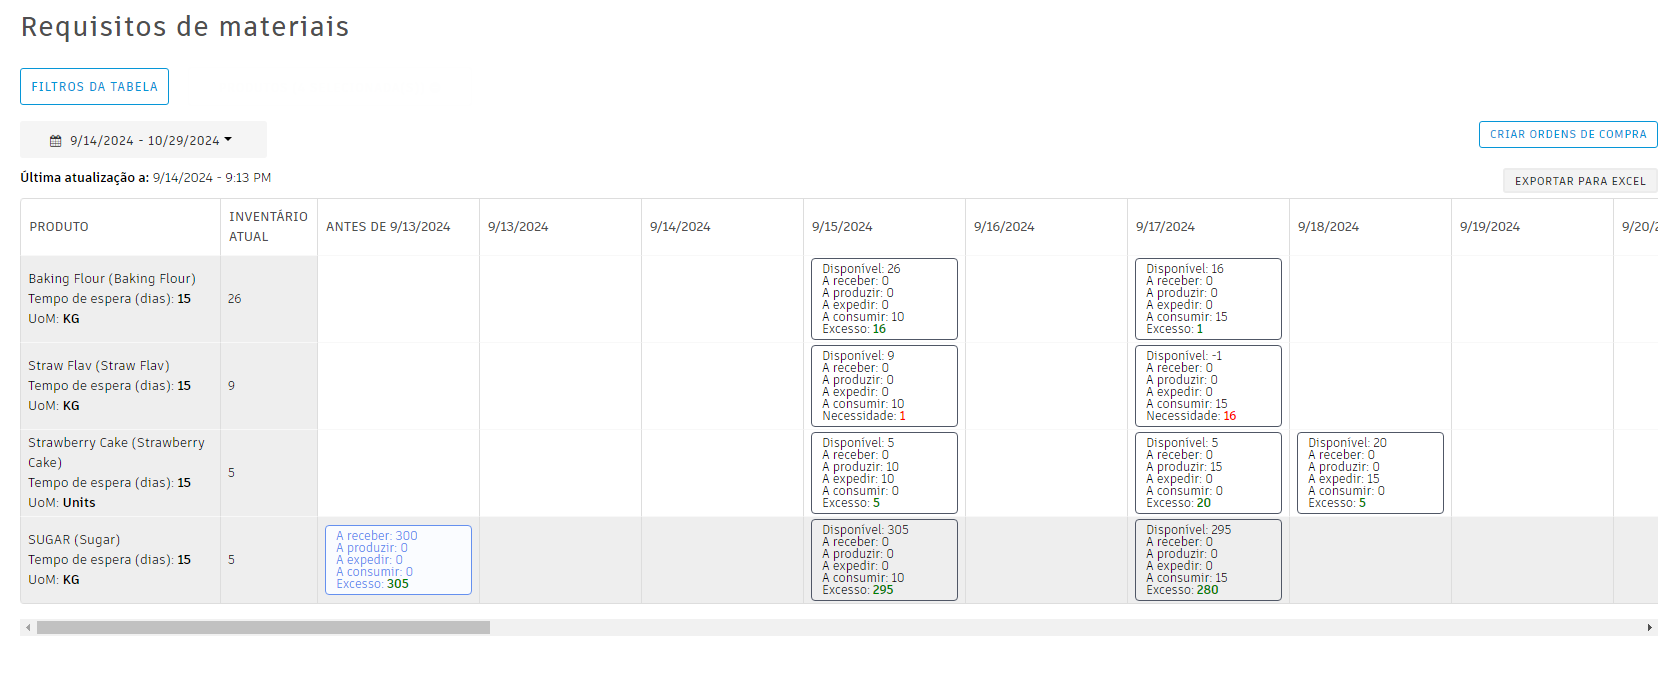 Requisitos de materiais
FILTROS DA TABELA
9/14/2024 - 10/29/2024
CRIAR ORDENS DE COMPRA
Última atualização a: 9/14/2024 - 9:13 PM
EXPORTAR PARA EXCEL
PRODUTO
INVENTÁRIO
ATUAL
ANTES DE 9/13/2024
9/13/2024
9/14/2024
9/15/2024
9/16/2024
9/17/2024
9/18/2024
9/19/2024
9/20/2
Baking Flour (Baking Flour)
Tempo de espera (dias): 15
UoM: KG
26
Disponível: 26
A receber: 0
A produzir: 0
A expedir: 0
A consumir: 10
Excesso: 16
Disponível: 16
A receber: 0
A produzir: 0
A expedir: 0
A consumir: 15
Excesso: 1
Straw Flav (Straw Flav)
Tempo de espera (dias): 15
UoM: KG
9
Disponível: 9
A receber: 0
A produzir: 0
A expedir: 0
A consumir: 10
Necessidade: 1
Disponível: -1
A receber: 0
A produzir: 0
A expedir: 0
A consumir: 15
Necessidade: 16
Strawberry Cake (Strawberry
Cake)
Tempo de espera (dias): 15
UoM: Units
5
Disponível: 5
A receber: 0
A produzir: 10
A expedir: 10
A consumir: 0
Excesso: 5
Disponível: 5
A receber: 0
A produzir: 15
A expedir: 0
A consumir: 0
Excesso: 20
Disponível: 20
A receber: 0
A produzir: 0
A expedir: 15
A consumir: 0
Excesso: 5
SUGAR (Sugar)
Tempo de espera (dias): 15
UoM: KG
5
A receber: 300
A produzir: 0
A expedir: 0
A consumir: 0
Excesso: 305
Disponível: 305
A receber: 0
A produzir: 0
A expedir: 0
A consumir: 10
Excesso: 295
Disponível: 295
A receber: 0
A produzir: 0
A expedir: 0
A consumir: 15
Excesso: 280